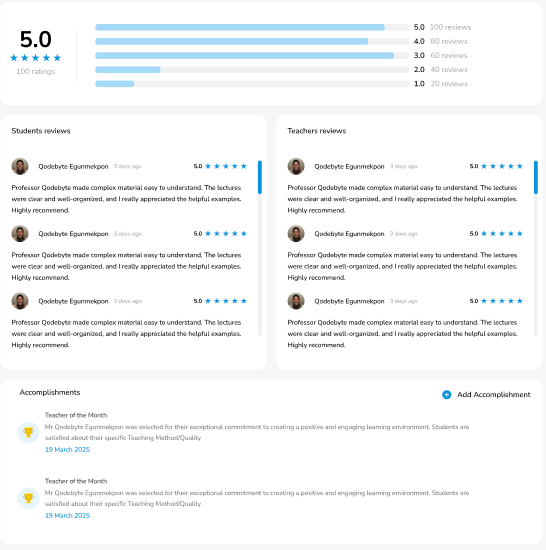 5.0
100 ratings
5.0 100 reviews
4.0 80 reviews
3.0 60 reviews
2.0 40 reviews
1.0 20 reviews
Students reviews
Qodebyte Egunmekpon 3 days ago 5.0
Professor Qodebyte made complex material easy to understand. The lectures
were clear and well-organized, and I really appreciated the helpful examples.
Highly recommend.
Qodebyte Egunmekpon 3 days ago 5.0
Professor Qodebyte made complex material easy to understand. The lectures
were clear and well-organized, and I really appreciated the helpful examples.
Highly recommend.
Qodebyte Egunmekpon 3 days ago 5.0
Professor Qodebyte made complex material easy to understand. The lectures
were clear and well-organized, and I really appreciated the helpful examples.
Highly recommend.
Teachers reviews
Qodebyte Egunmekpon 3 days ago 5.0
Professor Qodebyte made complex material easy to understand. The lectures
were clear and well-organized, and I really appreciated the helpful examples.
Highly recommend.
Qodebyte Egunmekpon 3 days ago 5.0
Professor Qodebyte made complex material easy to understand. The lectures
were clear and well-organized, and I really appreciated the helpful examples.
Highly recommend.
Qodebyte Egunmekpon 3 days ago 5.0
Professor Qodebyte made complex material easy to understand. The lectures
were clear and well-organized, and I really appreciated the helpful examples.
Highly recommend.
Accomplishments
Add Accomplishment
Teacher of the Month
Mr Qodebyte Egunmekpon was selected for their exceptional commitment to creating a positive and engaging learning environment. Students are
satisfied about their specific Teaching Method/Quality
19 March 2025
Teacher of the Month
Mr Qodebyte Egunmekpon was selected for their exceptional commitment to creating a positive and engaging learning environment. Students are
satisfied about their specific Teaching Method/Quality
19 March 2025